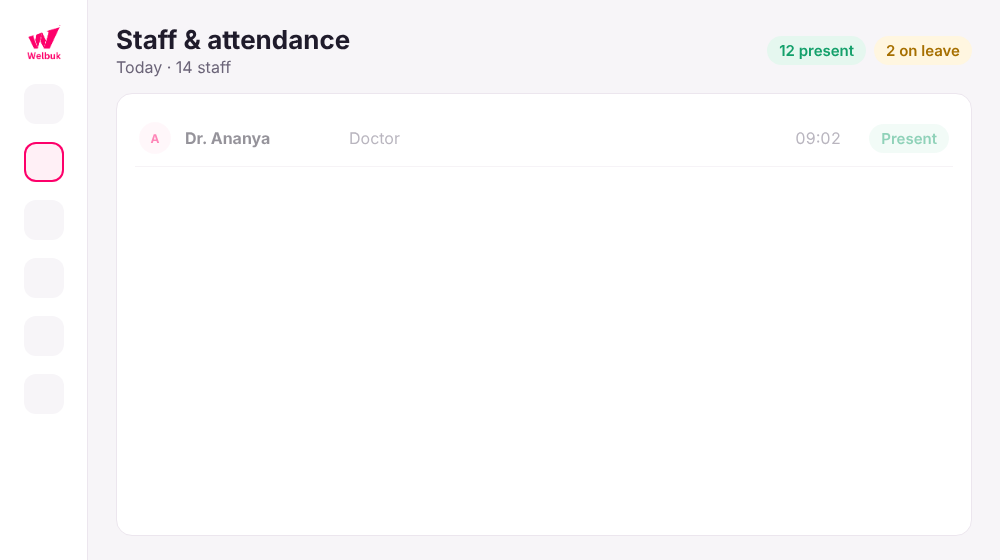 Welbuk
Staff & attendance
12 present
2 on leave
Today · 14 staff
A
Dr. Ananya
Doctor
09:02
Present